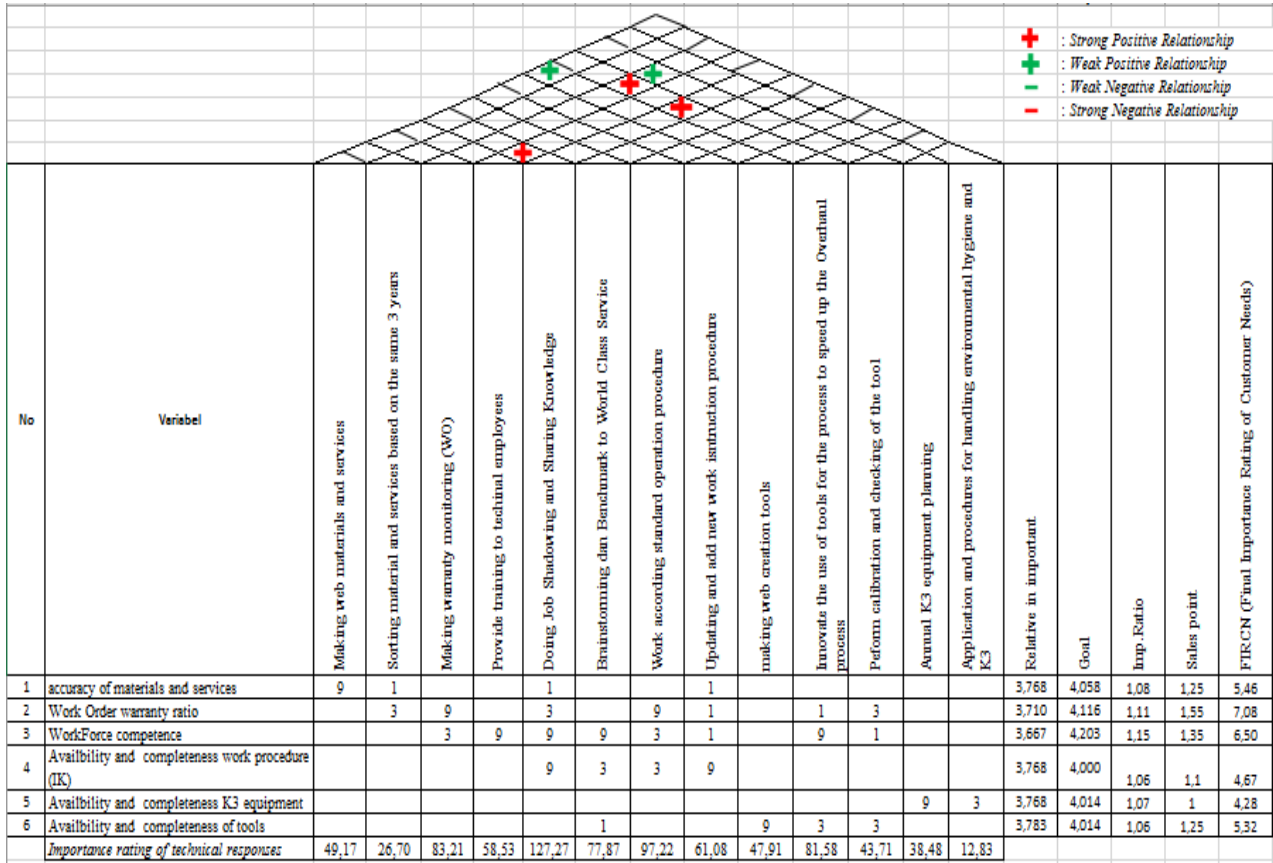 : Strong Positive Relationship
: Weak Positive Relationship
: Weak Negative Relationship
: Strong Negative Relationship
No
Variabel
Making web materials and services
Sorting material and services based on the same 3 years
Making warranty monitoring (WO)
Provide training to techinal employees
Doing Job Shadowing and Sharing Knowledge
Brainstorming dan Benchmark to World Class Service
Work according standard operation procedure
Updating and add new work isntruction procedure
making web creation tools
Innovate the use of tools for the process to speed up the Overhaul
process
Peform calibration and checking of the tool
Annual K3 equipment planning
Application and procedures for handling environmental hygiene and
K3
Relative in important
Goal
Imp.Ratio
Sales point
FIRCN (Final Importance Rating of Customer Needs)
1 accuracy of materials and services 9 1 1 1 3,768 4,058 1,08 1,25 5,46
2 Work Order warranty ratio 3 9 3 9 1 1 3 3,710 4,116 1,11 1,55 7,08
3 WorkForce competence 3 9 9 9 3 1 9 1 3,667 4,203 1,15 1,35 6,50
4 Availbility and completeness work procedure
(IK) 9 3 3 9 3,768 4,000 1,06 1,1 4,67
5 Availbility and completeness K3 equipment 9 3 3,768 4,014 1,07 1 4,28
6 Availbility and completeness of tools 1 9 3 3 3,783 4,014 1,06 1,25 5,32
Importance rating of technical responses 49,17 26,70 83,21 58,53 127,27 77,87 97,22 61,08 47,91 81,58 43,71 38,48 12,83